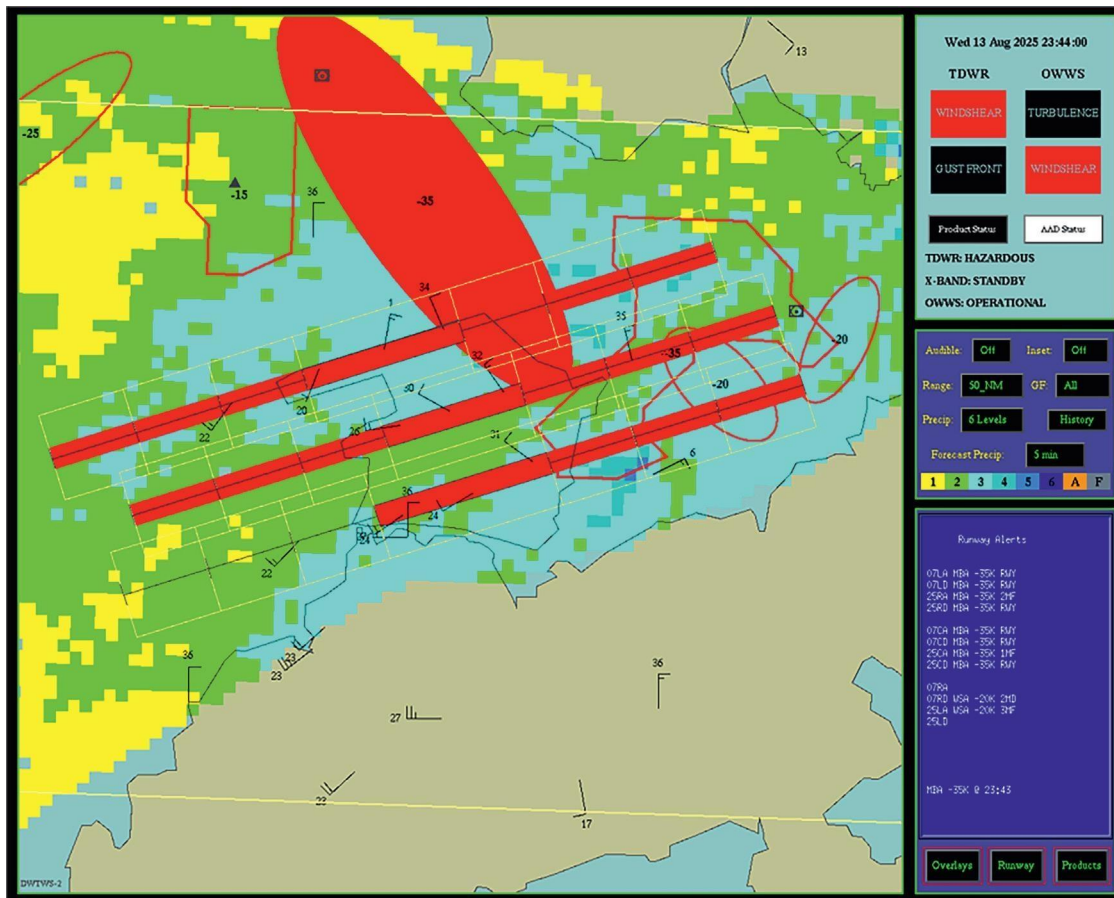 13
-25
-15
36
-35
34
1
35
-20
32
-35
-20
30
20
22
26
31
6
36
24
24
22
36
23
23
36
27
23
17
DWTWS-2
Wed 13 Aug 2025 23:44:00
TDWR OWWS
WINDSHEAR TURBULENCE
GUST FRONT WINDSHEAR
Product Status AAD Status
TDWR: HAZARDOUS
X-BAND: STANDBY
OWWS: OPERATIONAL
Audible: Off Inset: Off
Range: 50_NM GF: All
Precip: 6 Levels History
Forecast Precip: 5 min
1 2 3 4 5 6 A F
Runway Alerts
07LA MBA -35K RWY
07LD MBA -35K RWY
25RA MBA -35K 2MF
25RD MBA -35K RWY
07CA MBA -35K RWY
07CD MBA -35K RWY
25CA MBA -35K 1MF
25CD MBA -35K RWY
07RA
07RD WSA -20K 2MD
25LA WSA -20K 3MF
25LD
MBA -35K @ 23:43
Overlays Runway Products